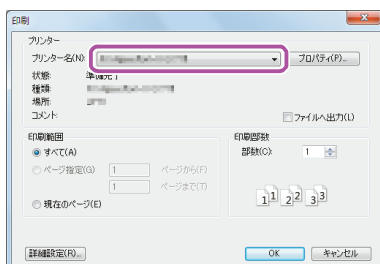 印刷
プリンター
プリンター名(N):
プロパティ(P)...
状態: 準備完了
種類:
場所:
コメント:
ファイルへ出力(L)
印刷範囲
すべて(A)
ページ指定(G) 1 ページから(F)
1 ページまで(T)
現在のページ(E)
印刷部数
部数(C): 1
1 1 2 2 3 3
詳細設定(R)...
OK
キャンセル